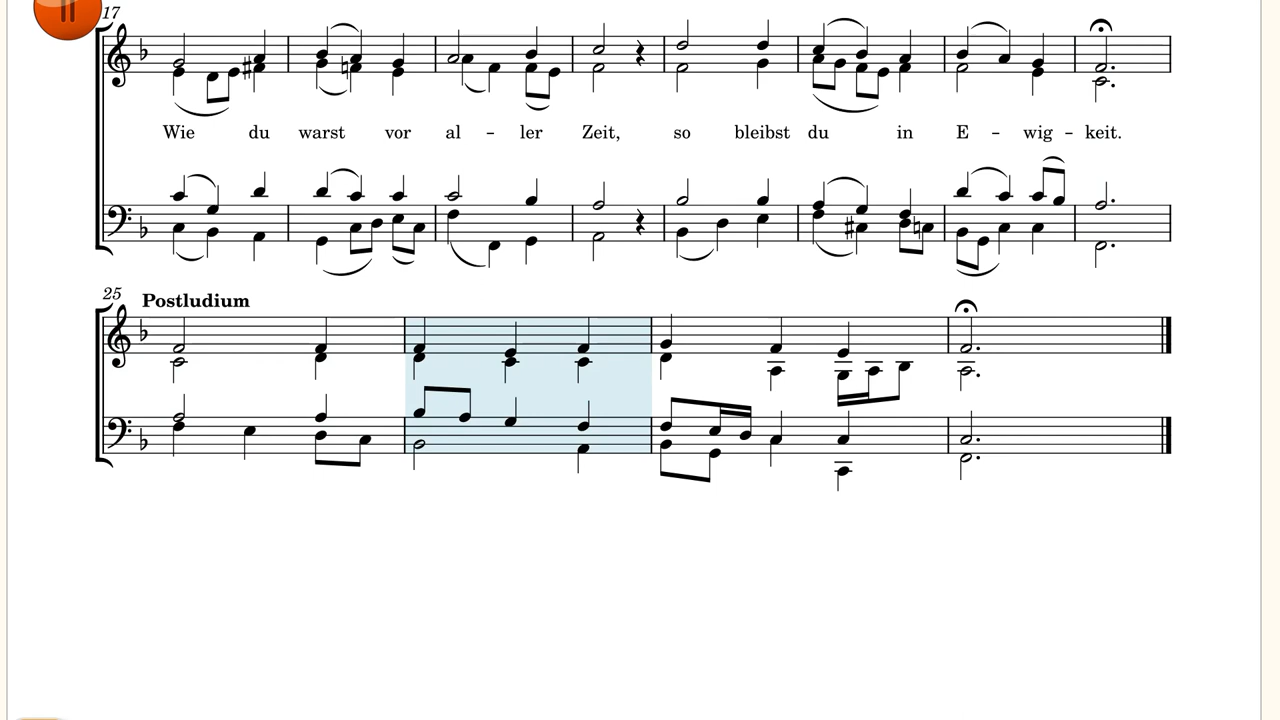 17
Wie du warst vor al - ler Zeit, so bleibst du in E - wig - keit.
25 Postludium